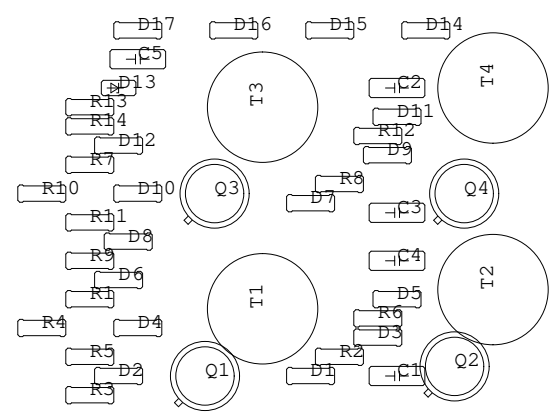 D17 D16 D15 D14
C5
D13 T3 C2 T4
R13
R14 D11
D12 R12
R7 D9
R10 D10 Q3 R8 Q4
D7
R11 C3
D8
R9 C4
D6 T2
R1 T1 D5
R4 D4 R6
D3
R5 R2
D2 Q1 D1 C1 Q2
R3